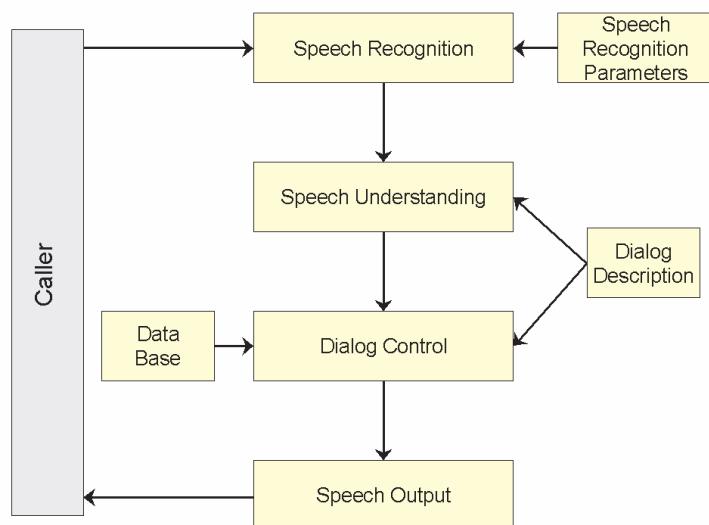 Speech Recognition
Speech
Recognition
Parameters
Speech Understanding
Caller
Dialog
Description
Data
Base
Dialog Control
Speech Output